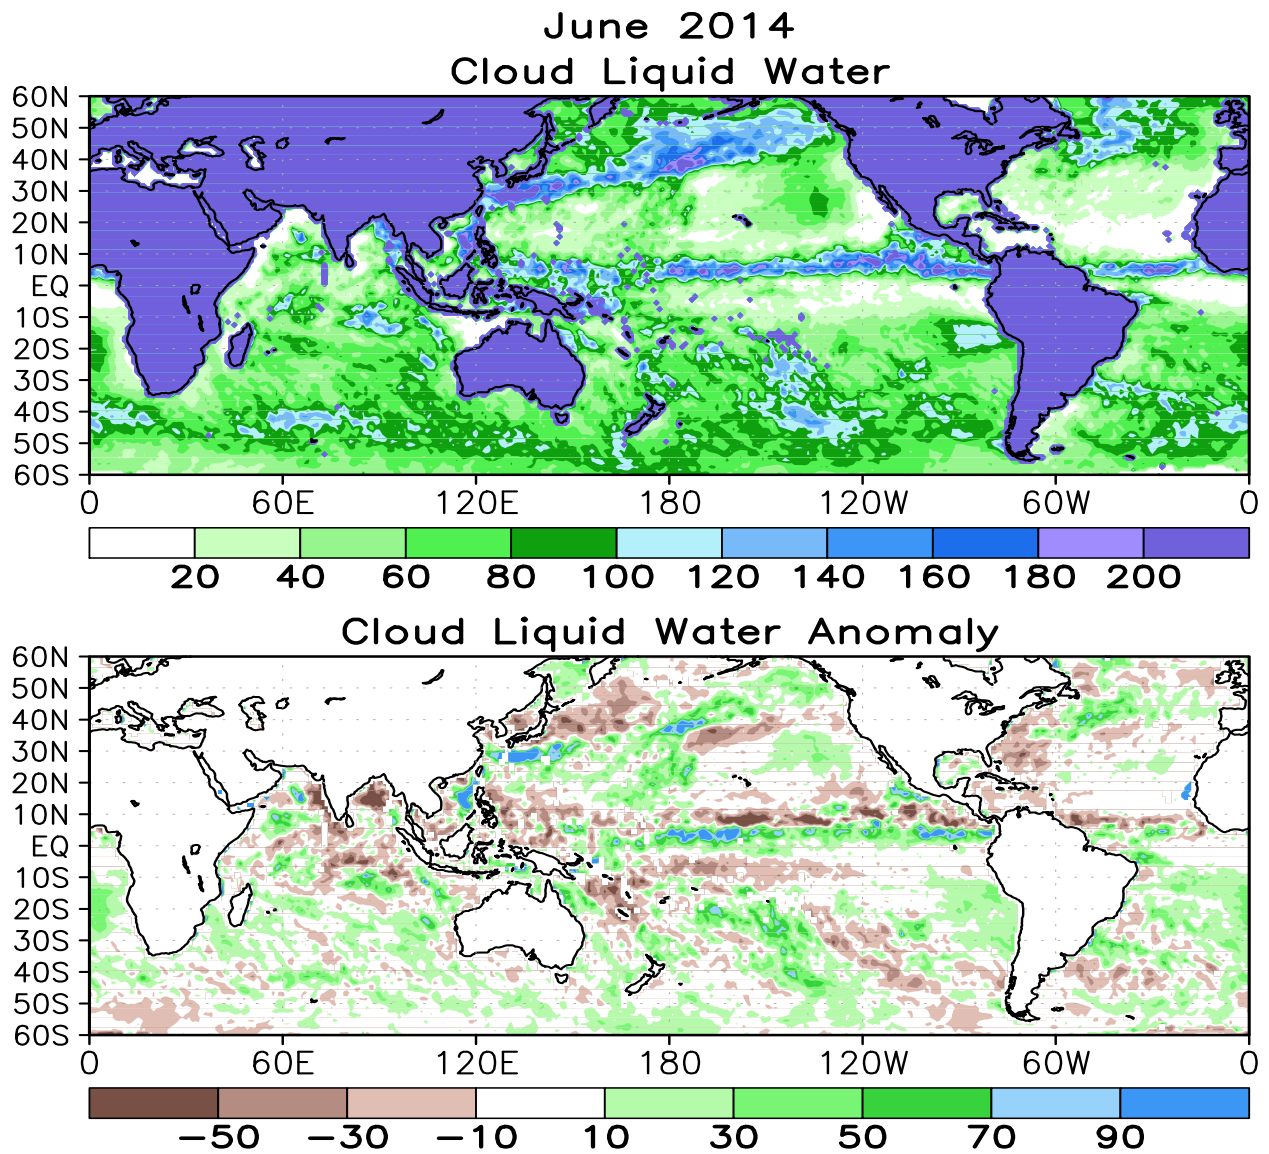 June 2014
Cloud Liquid Water
60N
50N
40N
30N
20N
10N
EQ
10S
20S
30S
40S
50S
60S
0 60E 120E 180 120W 60W 0
20 40 60 80 100 120 140 160 180 200
Cloud Liquid Water Anomaly
60N
50N
40N
30N
20N
10N
EQ
10S
20S
30S
40S
50S
60S
0 60E 120E 180 120W 60W 0
−50 −30 −10 10 30 50 70 90